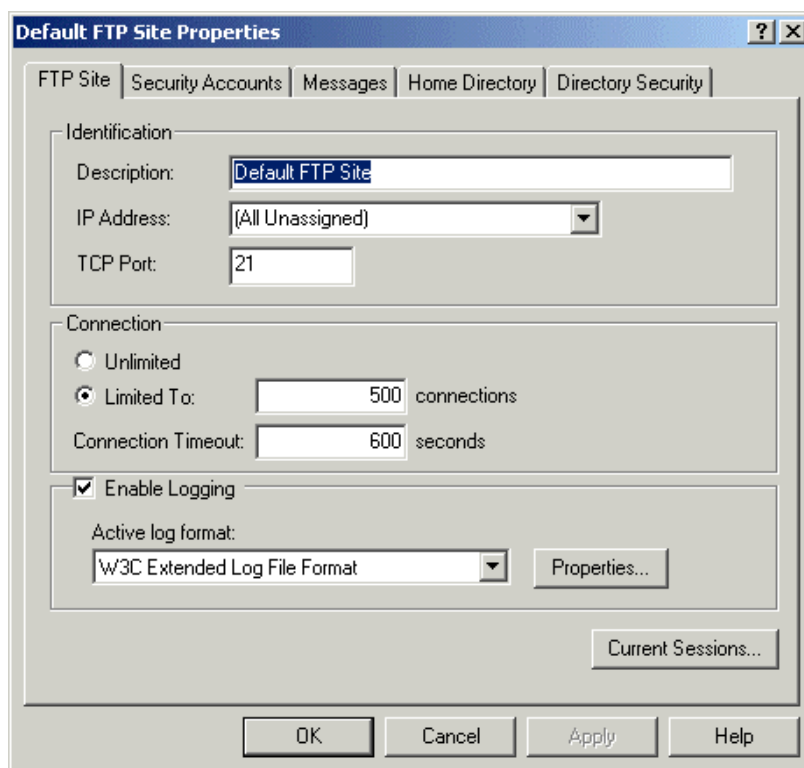 Default FTP Site Properties
FTP Site Security Accounts Messages Home Directory Directory Security
Identification
Description: Default FTP Site
IP Address: (All Unassigned)
TCP Port: 21
Connection
Unlimited
Limited To: 500 connections
Connection Timeout: 600 seconds
Enable Logging
Active log format:
W3C Extended Log File Format Properties...
Current Sessions...
OK Cancel Apply Help